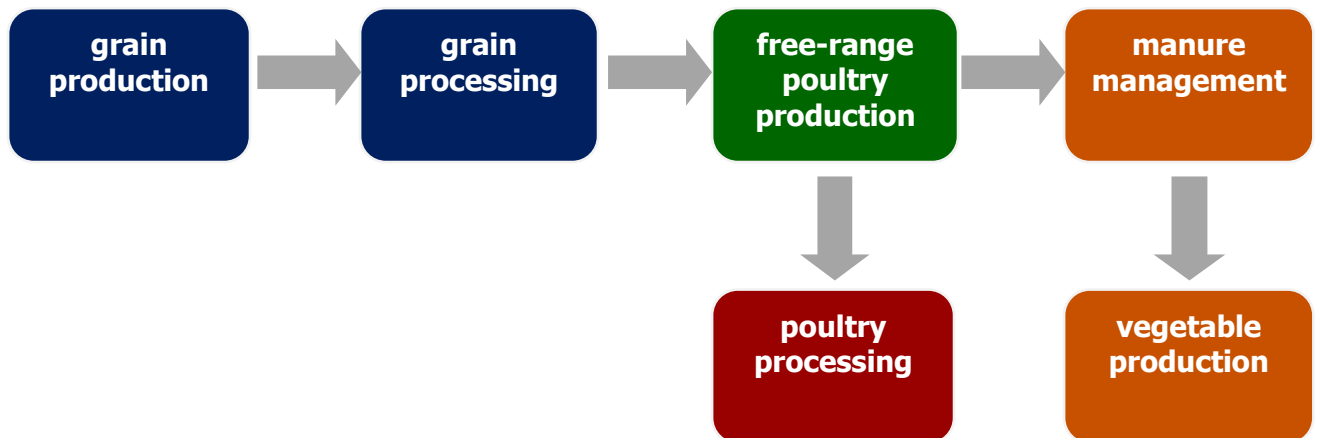 grain
production
grain
processing
free-range
poultry
production
manure
management
poultry
processing
vegetable
production